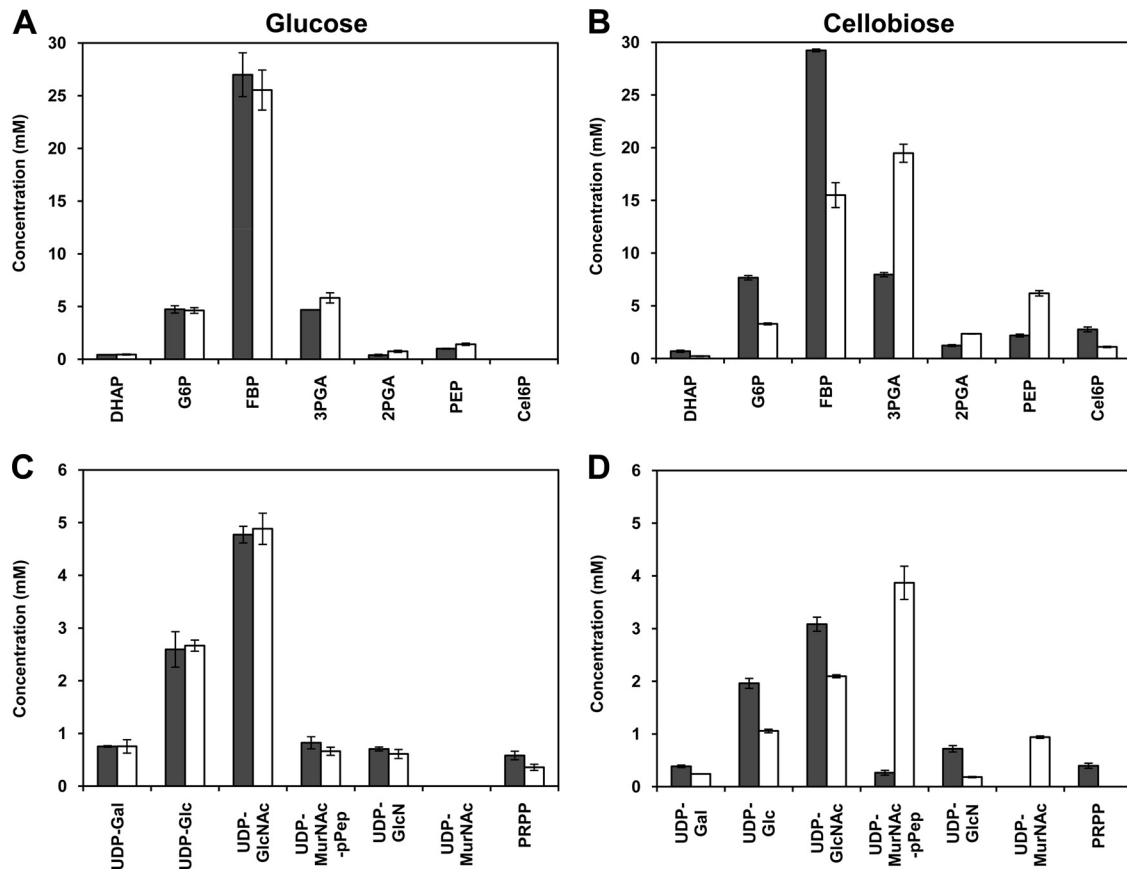 A
Glucose
30
25
20
15
10
5
0
Concentration (mM)
DHAP
G6P
FBP
3PGA
2PGA
PEP
Cel6P
B
Cellobiose
30
25
20
15
10
5
0
Concentration (mM)
DHAP
G6P
FBP
3PGA
2PGA
PEP
Cel6P
C
6
5
4
3
2
1
0
Concentration (mM)
UDP-Gal
UDP-Glc
UDP-
GlcNAc
UDP-
MurNAc
-pPep
UDP-
GlcN
UDP-
MurNAc
PRPP
D
6
5
4
3
2
1
0
Concentration (mM)
UDP-
Gal
UDP-
Glc
UDP-
GlcNAc
UDP-
MurNAc
-pPep
UDP-
GlcN
UDP-
MurNAc
PRPP